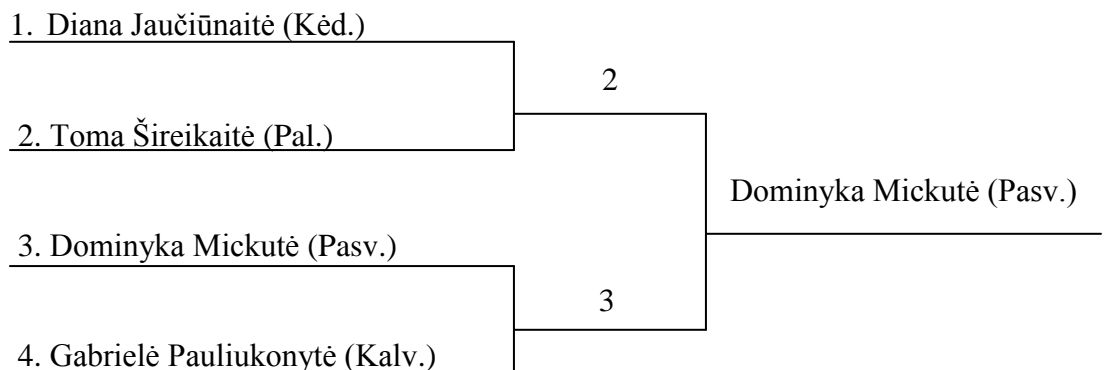 1. Diana Jaučiūnaitė (Kėd.)
2
2. Toma Šireikaitė (Pal.)
Dominyka Mickutė (Pasv.)
3. Dominyka Mickutė (Pasv.)
3
4. Gabrielė Pauliukonytė (Kalv.)